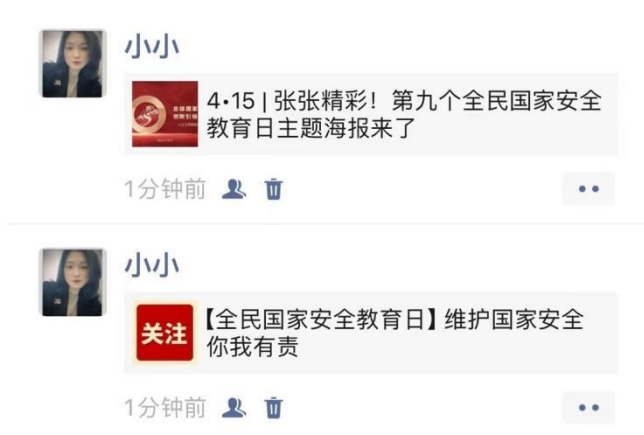 小小
4•15 | 张张精彩！第九个全民国家安全
教育日主题海报来了
1分钟前
小小
关注
【全民国家安全教育日】维护国家安全
你我有责
1分钟前